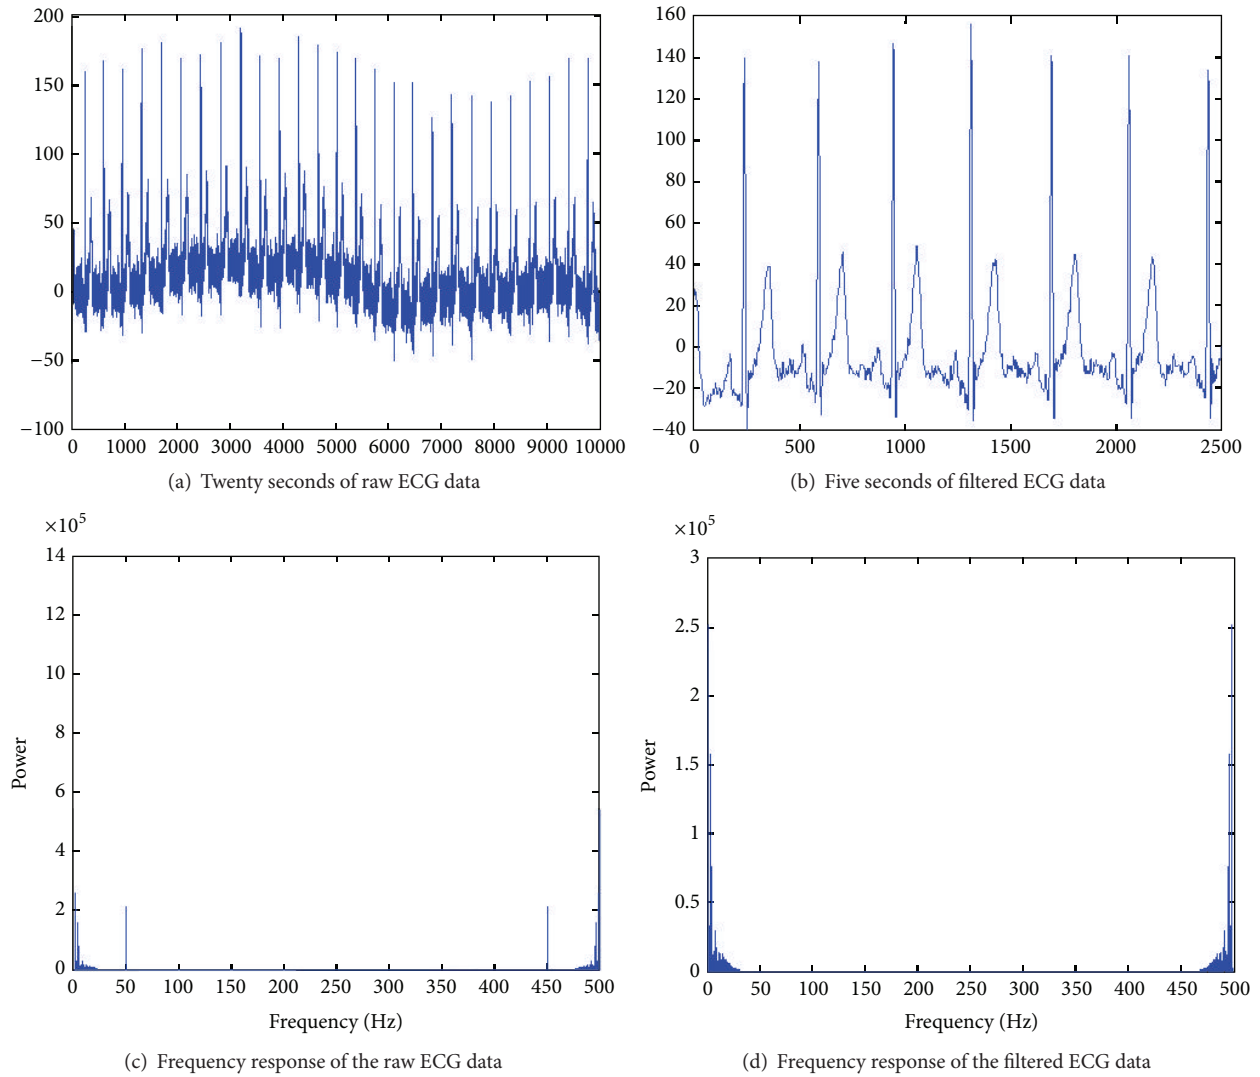 200
150
100
50
0
−50
−100
0 1000 2000 3000 4000 5000 6000 7000 8000 9000 10000
(a) Twenty seconds of raw ECG data
160
140
120
100
80
60
40
20
0
−20
−40
0 500 1000 1500 2000 2500
(b) Five seconds of filtered ECG data
×10^5
14
12
10
8
6
4
2
0
Power
0 50 100 150 200 250 300 350 400 450 500
Frequency (Hz)
(c) Frequency response of the raw ECG data
×10^5
3
2.5
2
1.5
1
0.5
0
Power
0 50 100 150 200 250 300 350 400 450 500
Frequency (Hz)
(d) Frequency response of the filtered ECG data